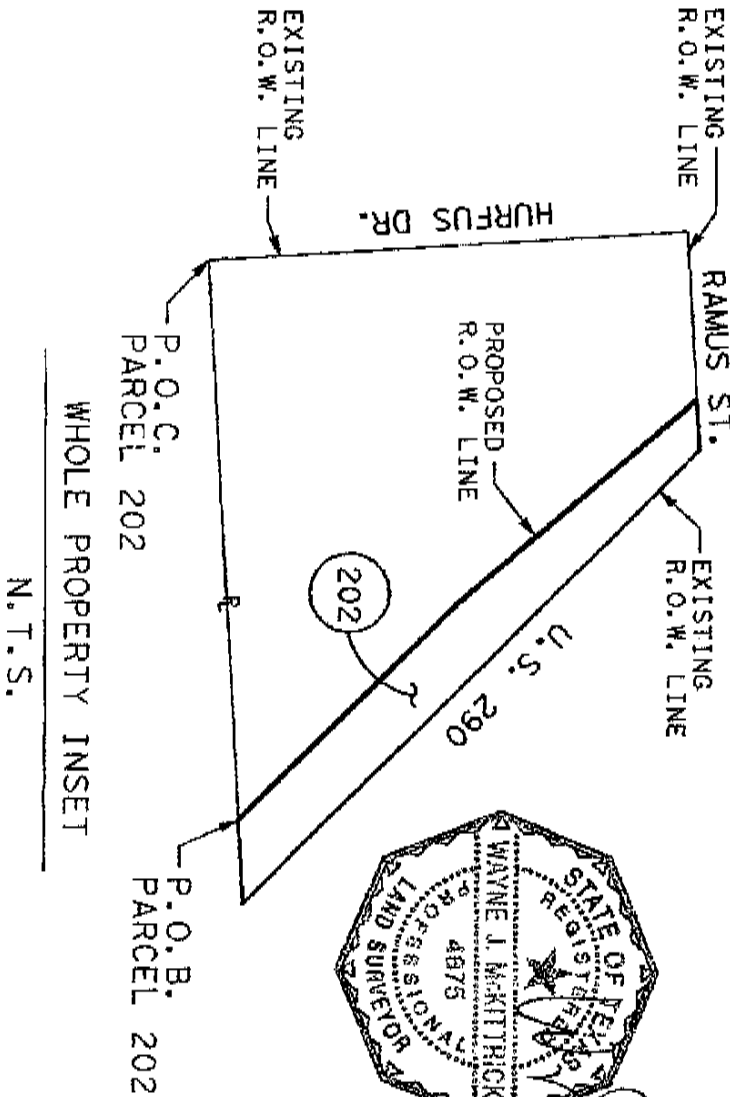 EXISTING
R.O.W. LINE
EXISTING
R.O.W. LINE
RAMUS ST.
HURFUS DR.
PROPOSED
R.O.W. LINE
EXISTING
R.O.W. LINE
U.S. 290
202
P.O.C.
PARCEL 202
P.O.B.
PARCEL 202
WHOLE PROPERTY INSET
N.T.S.
STATE OF TEXAS
REGISTERED
WAYNE J. McKITTRICK
PROFESSIONAL
LAND SURVEYOR